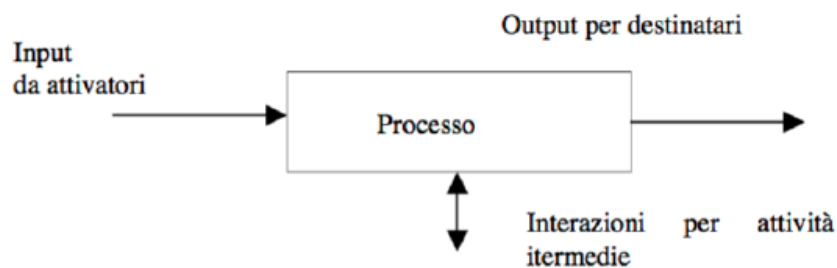 Output per destinatari
Input
da attivatori
Processo
Interazioni per attività
itermedie